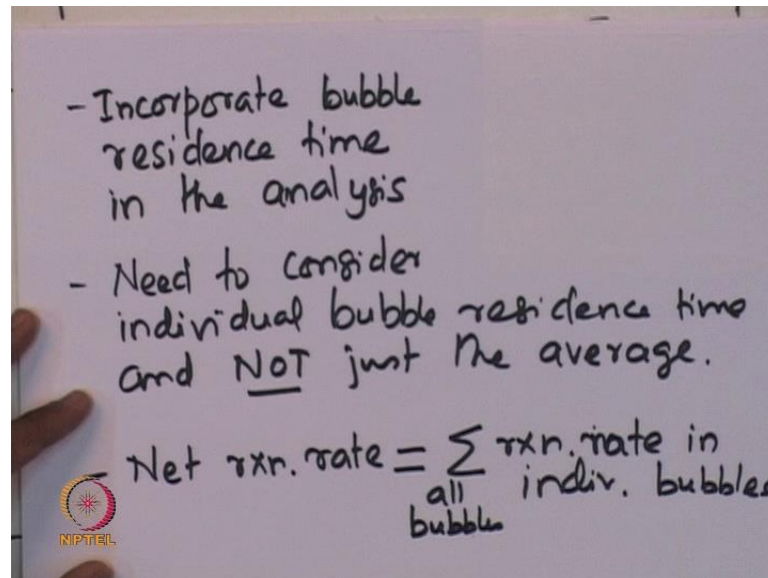 - Incorporate bubble
residence time
in the analysis
- Need to consider
individual bubble residence time
and NOT just the average.
- Net rxn. rate = Σ rxn. rate in
all indiv. bubbles
bubbles
NPTEL